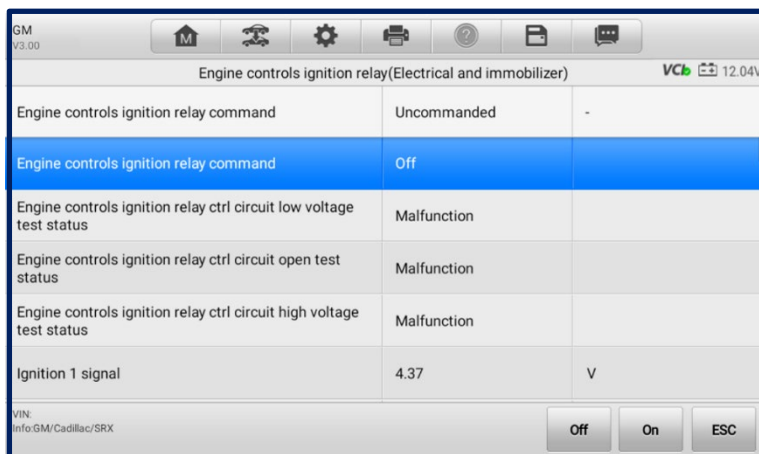 GM
V3.00
M
?
Engine controls ignition relay(Electrical and immobilizer)
VCI 12.04V
Engine controls ignition relay command Uncommanded -
Engine controls ignition relay command Off
Engine controls ignition relay ctrl circuit low voltage
test status Malfunction
Engine controls ignition relay ctrl circuit open test
status Malfunction
Engine controls ignition relay ctrl circuit high voltage
test status Malfunction
Ignition 1 signal 4.37 V
VIN:
Info:GM/Cadillac/SRX
Off On ESC